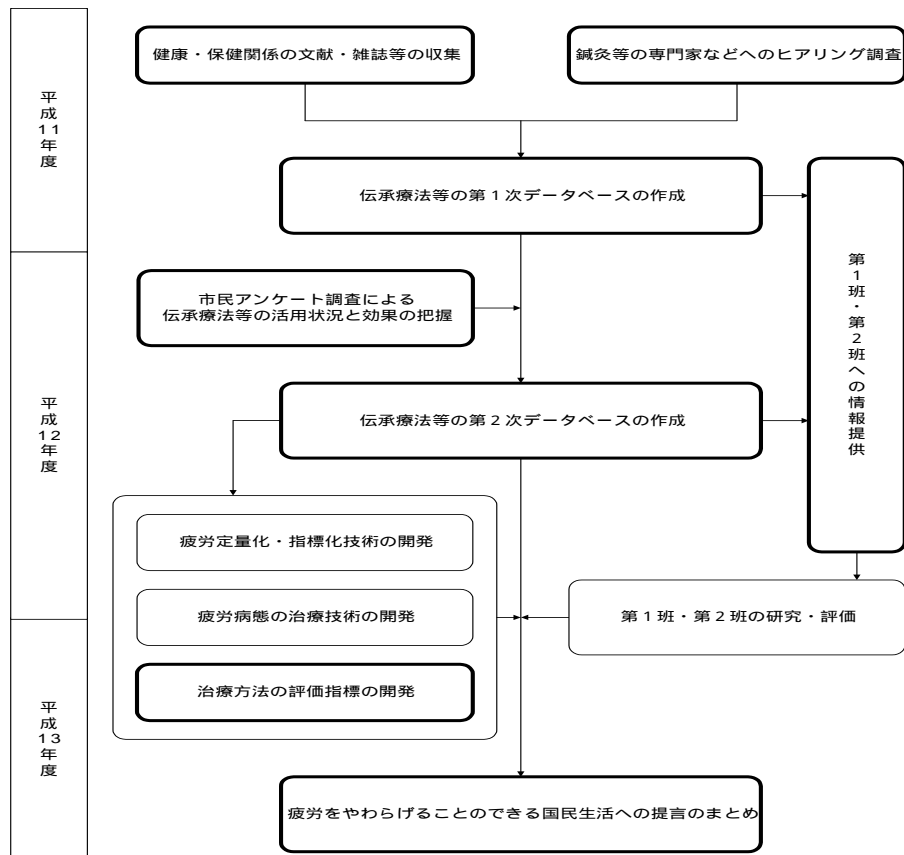 健康・保健関係の文献・雑誌等の収集
鍼灸等の専門家などへのヒアリング調査
平成11年度
伝承療法等の第1次データベースの作成
第1班・第2班への情報提供
市民アンケート調査による
伝承療法等の活用状況と効果の把握
平成12年度
伝承療法等の第2次データベースの作成
疲労定量化・指標化技術の開発
疲労病態の治療技術の開発
第1班・第2班の研究・評価
治療方法の評価指標の開発
平成13年度
疲労をやわらげることのできる国民生活への提言のまとめ